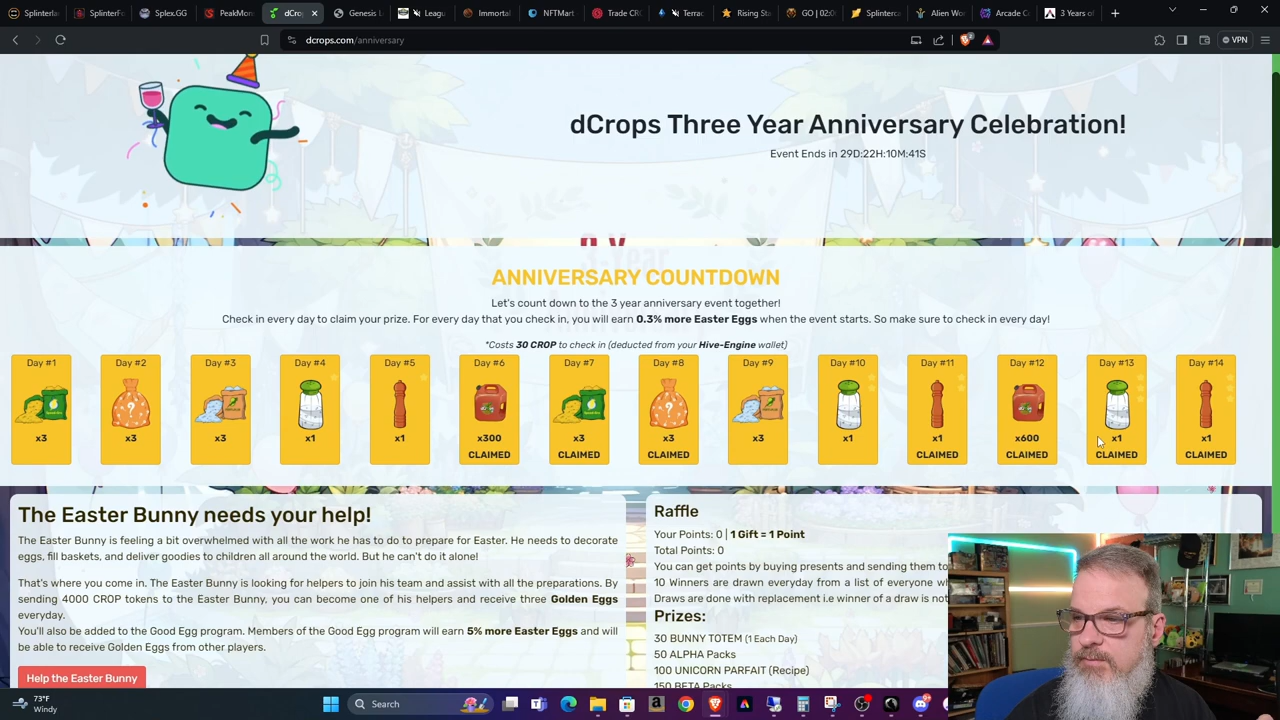 Splinterla
SplinterFo
Splex.GG
PeakMon
dCrop
Genesis L
Leagu
Immortal
NFTMart
Trade CRO
Terrac
Rising Sta
GO | 02:0
Splinterca
Alien Wo
Arcade C
3 Years of
dcrops.com/anniversary
VPN
dCrops Three Year Anniversary Celebration!
Event Ends in 29D:22H:10M:41S
ANNIVERSARY COUNTDOWN
Let's count down to the 3 year anniversary event together!
Check in every day to claim your prize. For every day that you check in, you will earn 0.3% more Easter Eggs when the event starts. So make sure to check in every day!
*Costs 30 CROP to check in (deducted from your Hive-Engine wallet)
Day #1 Day #2 Day #3 Day #4 Day #5 Day #6 Day #7 Day #8 Day #9 Day #10 Day #11 Day #12 Day #13 Day #14
x3 x3 x3 x1 x1 x300 x3 x3 x3 x1 x1 x600 x1 x1
CLAIMED CLAIMED CLAIMED CLAIMED CLAIMED CLAIMED CLAIMED
The Easter Bunny needs your help!
The Easter Bunny is feeling a bit overwhelmed with all the work he has to do to prepare for Easter. He needs to decorate
eggs, fill baskets, and deliver goodies to children all around the world. But he can't do it alone!
That's where you come in. The Easter Bunny is looking for helpers to join his team and assist with all the preparations. By
sending 4000 CROP tokens to the Easter Bunny, you can become one of his helpers and receive three Golden Eggs
everyday.
You'll also be added to the Good Egg program. Members of the Good Egg program will earn 5% more Easter Eggs and will
be able to receive Golden Eggs from other players.
Help the Easter Bunny
Raffle
Your Points: 0 | 1 Gift = 1 Point
Total Points: 0
You can get points by buying presents and sending them to
10 Winners are drawn everyday from a list of everyone wh
Draws are done with replacement i.e winner of a draw is not
Prizes:
30 BUNNY TOTEM (1 Each Day)
50 ALPHA Packs
100 UNICORN PARFAIT (Recipe)
150 BETA Packs
73°F
Windy
Search